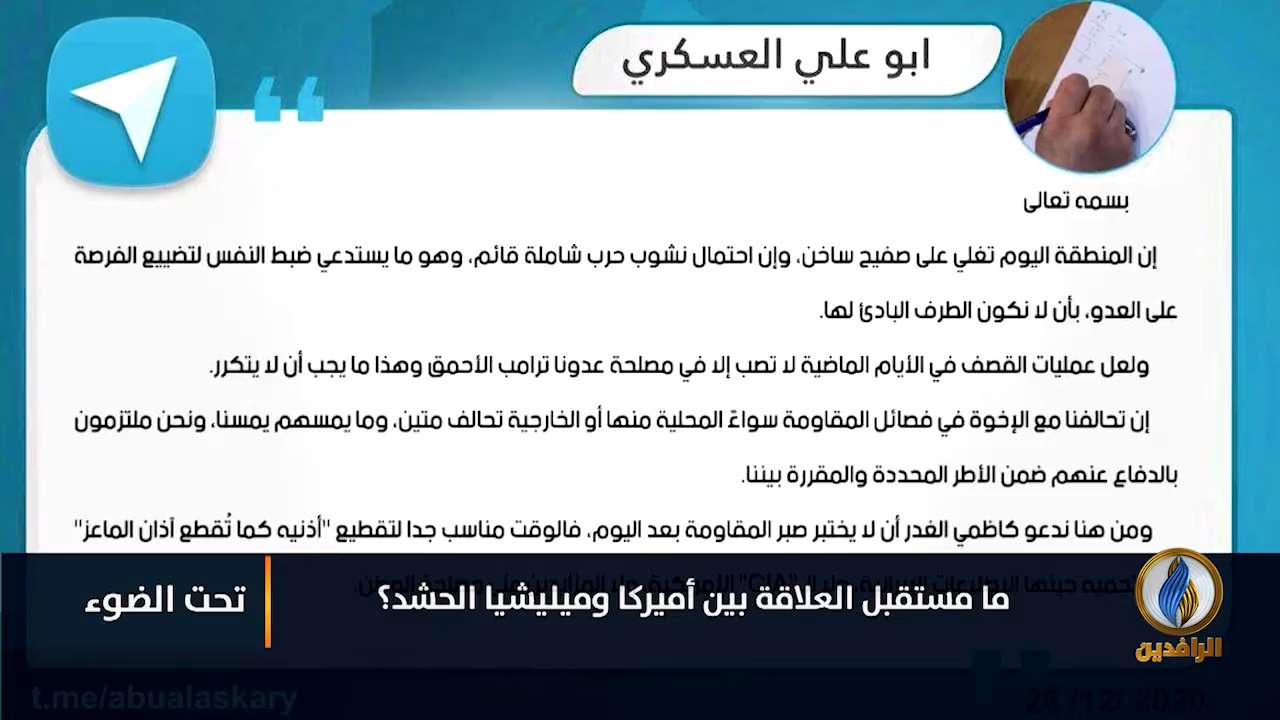 ابو علي العسكري
بسمه تعالى
إن المنطقة اليوم تغلي على صفيح ساخن، وإن احتمال نشوب حرب شاملة قائم، وهو ما يستدعي ضبط النفس لتضييع الفرصة
على العدو، بأن لا نكون الطرف البادئ لها.
ولعل عمليات القصف في الأيام الماضية لا تصب إلا في مصلحة عدونا ترامب الأحمق وهذا ما يجب أن لا يتكرر.
إن تحالفنا مع الإخوة في فصائل المقاومة سواءً المحلية منها أو الخارجية تحالف متين، وما يمسهم يمسنا، ونحن ملتزمون
بالدفاع عنهم ضمن الأطر المحددة والمقررة بيننا.
ومن هنا ندعو كاظمي الغدر أن لا يختبر صبر المقاومة بعد اليوم، فالوقت مناسب جدا لتقطيع "أذنيه كما تُقطع آذان الماعز"
ما مستقبل العلاقة بين أميركا وميليشيا الحشد؟
تحت الضوء
الرافدين
t.me/abualaskary
26 /12/ 2020